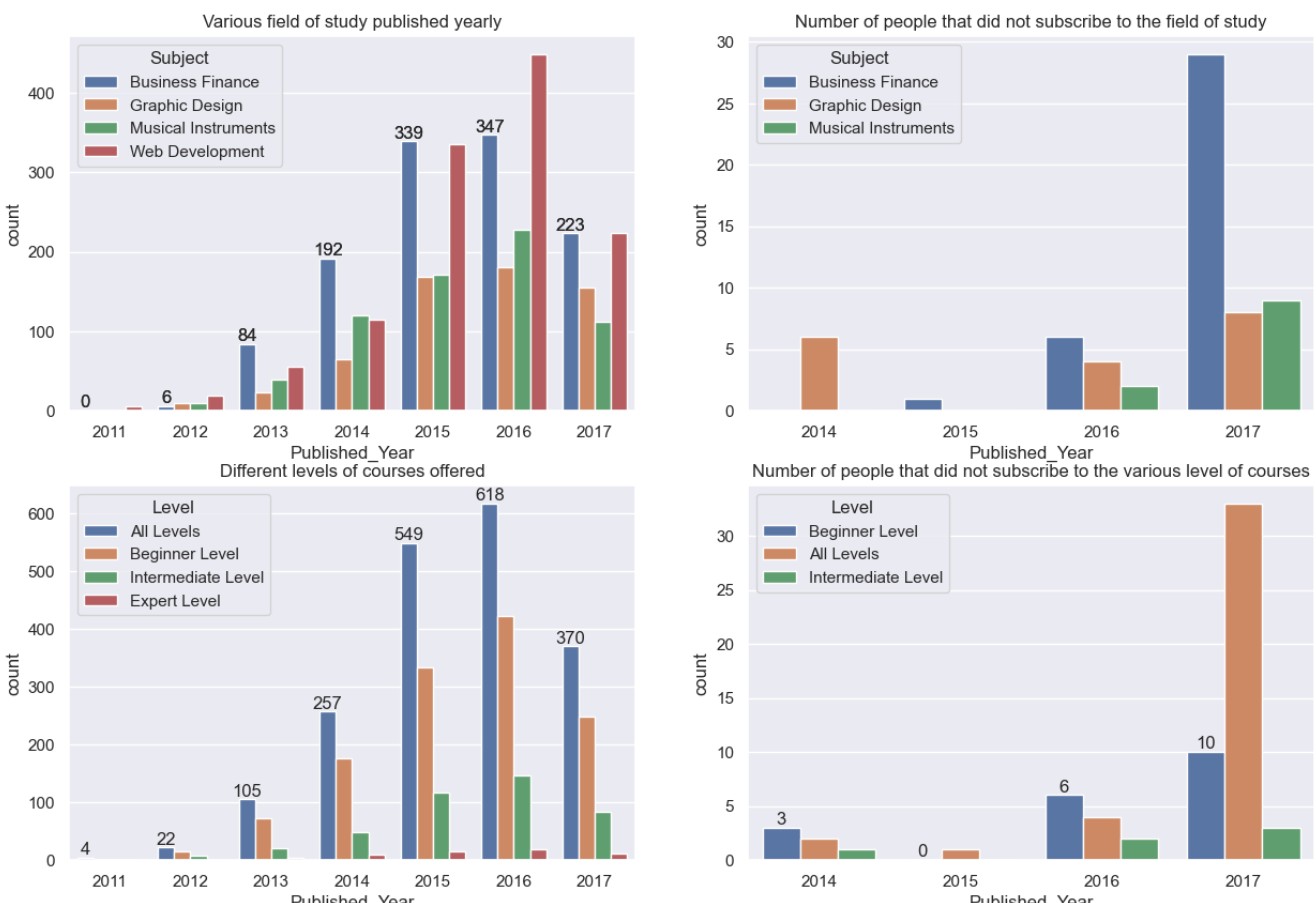 Various field of study published yearly
Subject
Business Finance
Graphic Design
Musical Instruments
Web Development
count
400
300
200
100
0
0
6
84
192
339
347
223
2011
2012
2013
2014
2015
2016
2017
Published_Year
Number of people that did not subscribe to the field of study
Subject
Business Finance
Graphic Design
Musical Instruments
count
30
25
20
15
10
5
0
2014
2015
2016
2017
Published_Year
Different levels of courses offered
Level
All Levels
Beginner Level
Intermediate Level
Expert Level
count
600
500
400
300
200
100
0
4
22
105
257
549
618
370
2011
2012
2013
2014
2015
2016
2017
Published_Year
Number of people that did not subscribe to the various level of courses
Level
Beginner Level
All Levels
Intermediate Level
count
30
25
20
15
10
5
0
3
0
6
10
2014
2015
2016
2017
Published_Year